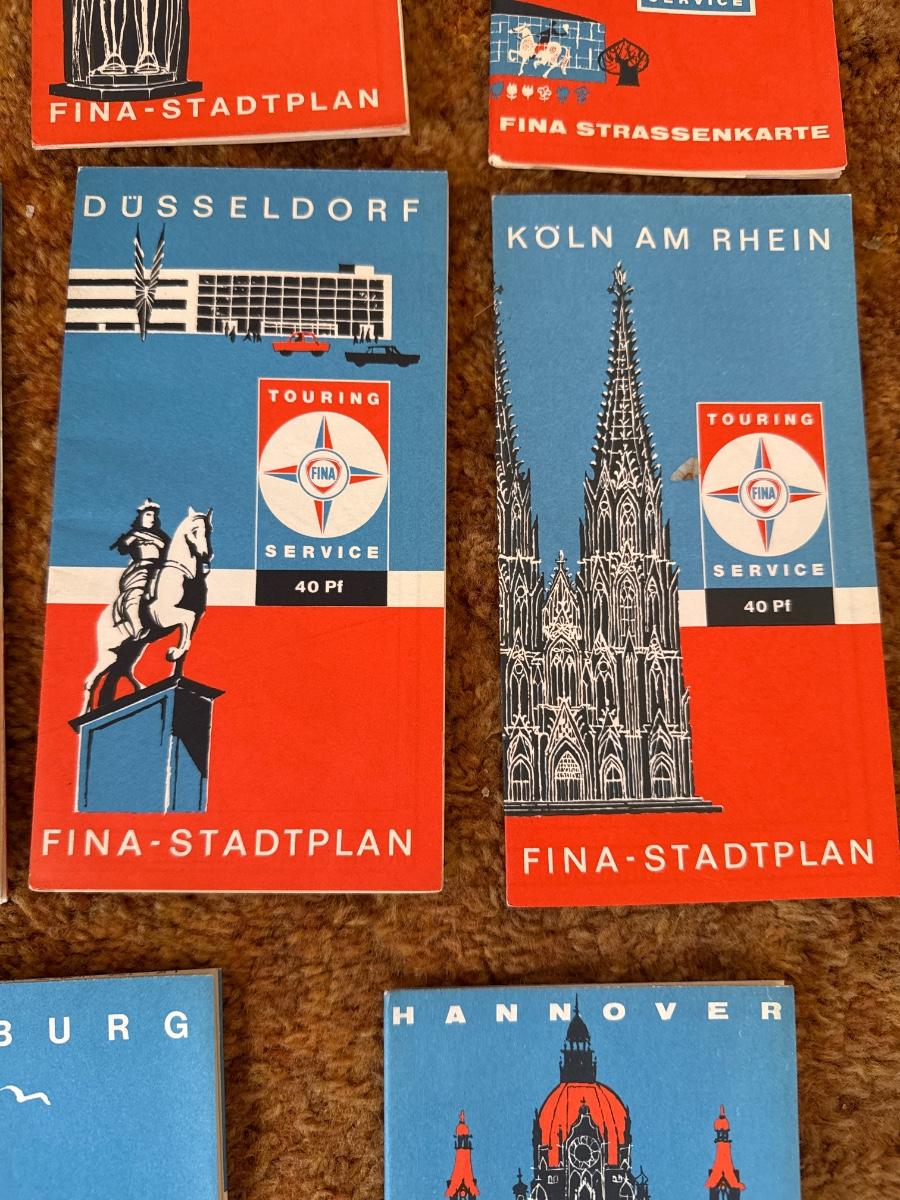 FINA-STADTPLAN
SERVICE
FINA STRASSENKARTE
DÜSSELDORF
TOURING
FINA
SERVICE
40 Pf
FINA-STADTPLAN
KÖLN AM RHEIN
TOURING
FINA
SERVICE
40 Pf
FINA-STADTPLAN
BURG
HANNOVER